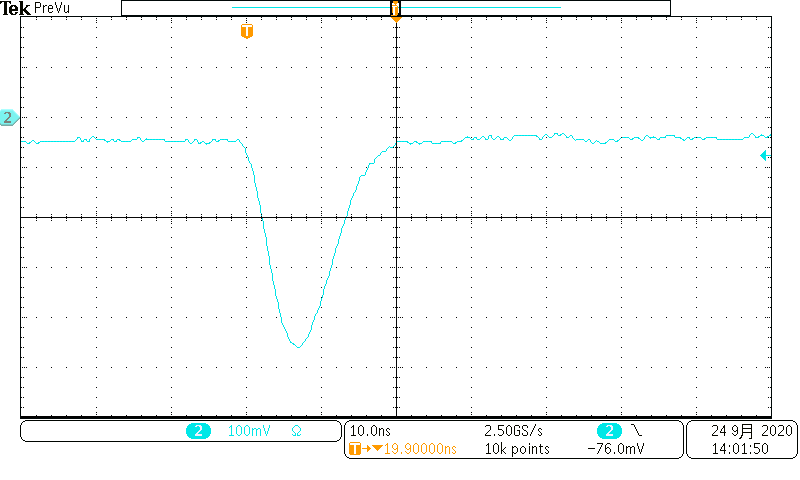 Tek PreVu
T
T
2
2 100mV Ω
10.0ns 2.50GS/s 2
T→▼19.90000ns 10k points −76.0mV
24 9月 2020
14:01:50